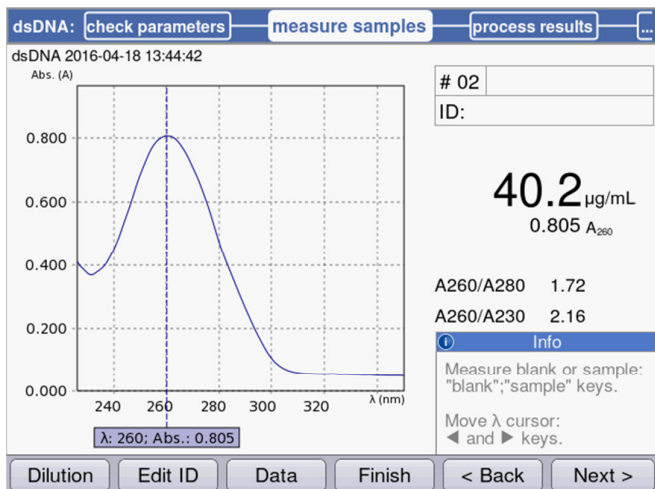 dsDNA: check parameters measure samples process results ...
dsDNA 2016-04-18 13:44:42
Abs. (A)
0.800
0.600
0.400
0.200
0.000
240 260 280 300 320 λ (nm)
λ: 260; Abs.: 0.805
# 02
ID:
40.2 µg/mL
0.805 A260
A260/A280 1.72
A260/A230 2.16
i Info
Measure blank or sample:
"blank";"sample" keys.
Move λ cursor:
◀ and ▶ keys.
Dilution Edit ID Data Finish < Back Next >